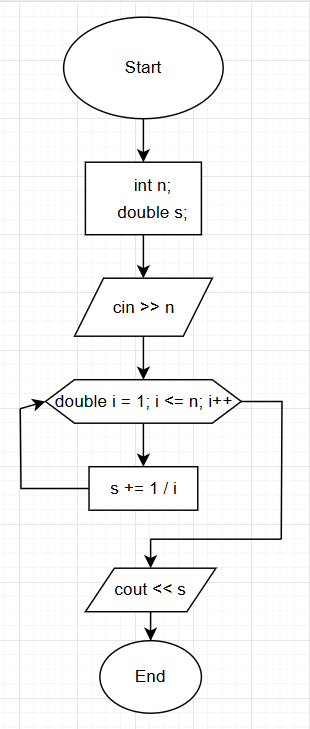 Start
int n;
double s;
cin >> n
double i = 1; i <= n; i++
s += 1 / i
cout << s
End